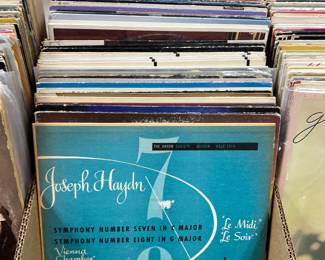 7
THE HAYDN SOCIETY
Joseph Haydn
SYMPHONY NUMBER SEVEN IN C MAJOR
SYMPHONY NUMBER EIGHT IN G MAJOR
"Le Midi"
"Le Soir"
Vienna
Chamber